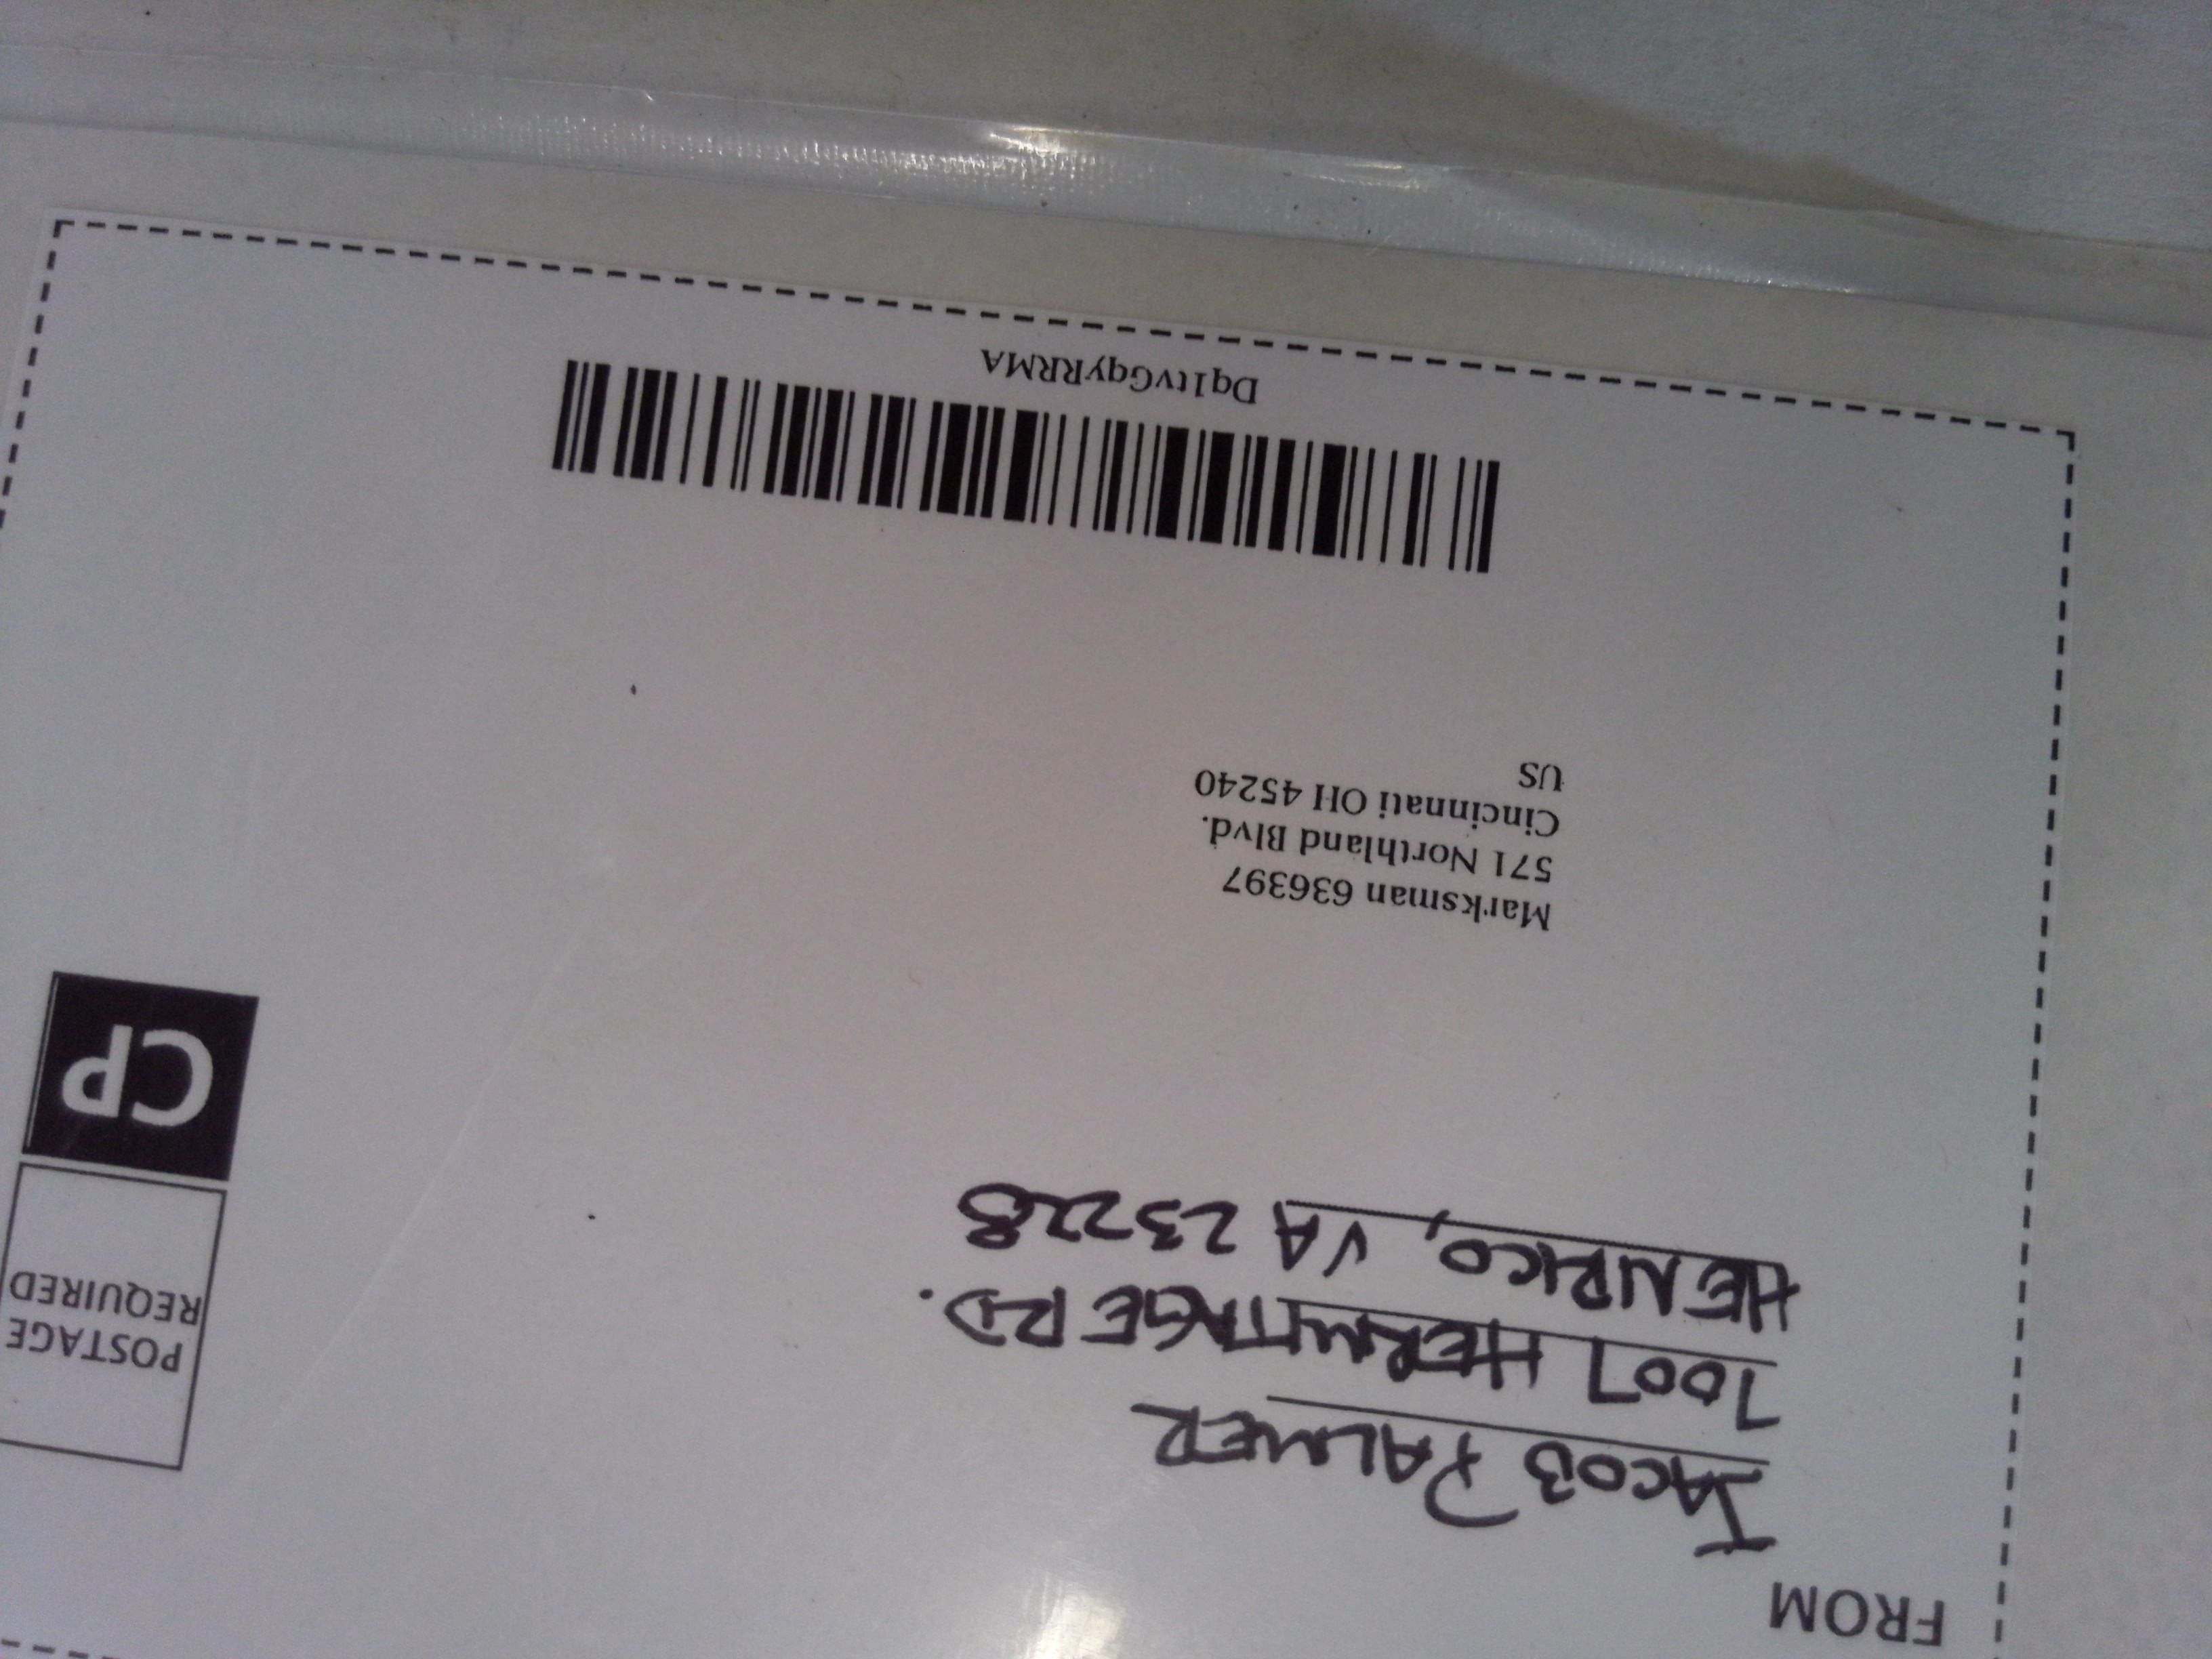 FROM
JACOB PALMER
7007 HERMITAGE RD.
HENRICO, VA 23228
POSTAGE
REQUIRED
CP
Marksman 636397
571 Northland Blvd.
Cincinnati OH 45240
US
Dq1tvGqyRRMA